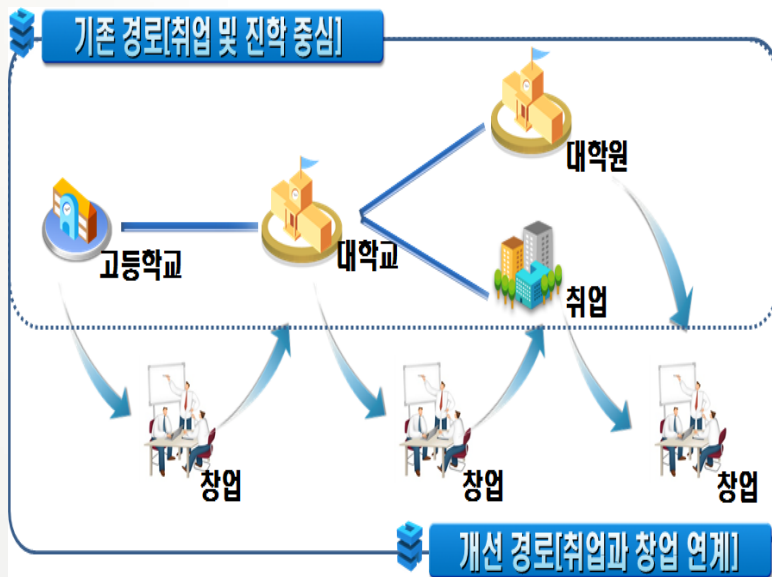 기존 경로[취업 및 진학 중심]
대학원
고등학교
대학교
취업
창업
창업
창업
개선 경로[취업과 창업 연계]